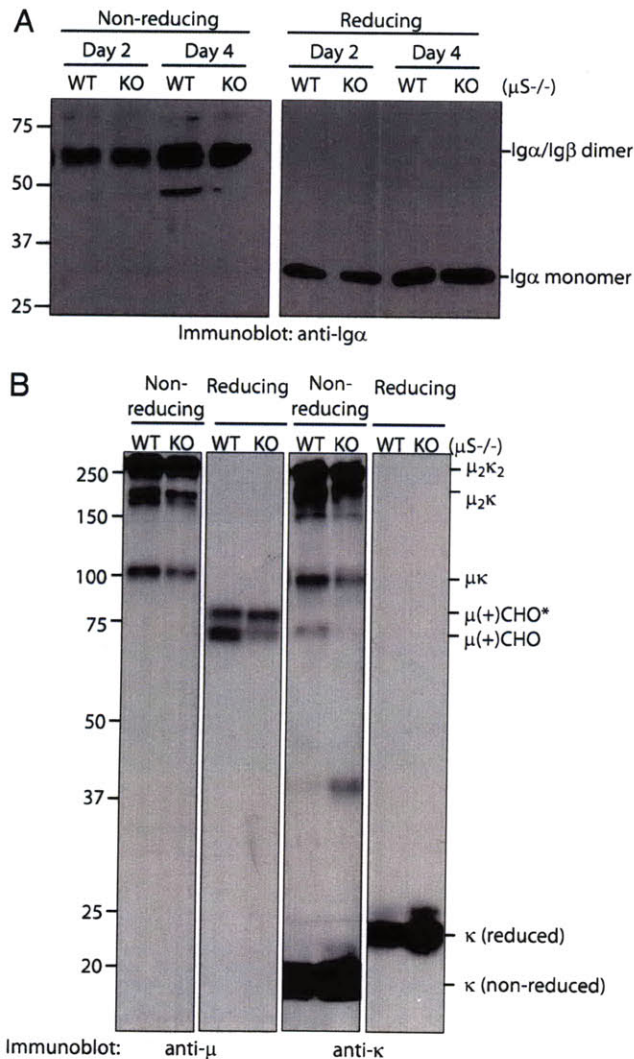 A
Non-reducing Reducing
Day 2 Day 4 Day 2 Day 4
WT KO WT KO WT KO WT KO (μS-/-)
75
Igα/Igβ dimer
50
37
Igα monomer
25
Immunoblot: anti-Igα
B
Non-reducing Reducing Non-reducing Reducing
WT KO WT KO WT KO WT KO (μS-/-)
250 μ₂κ₂
μ₂κ
150
100 μκ
μ(+)CHO*
75 μ(+)CHO
50
37
25
κ (reduced)
20
κ (non-reduced)
Immunoblot: anti-μ anti-κ